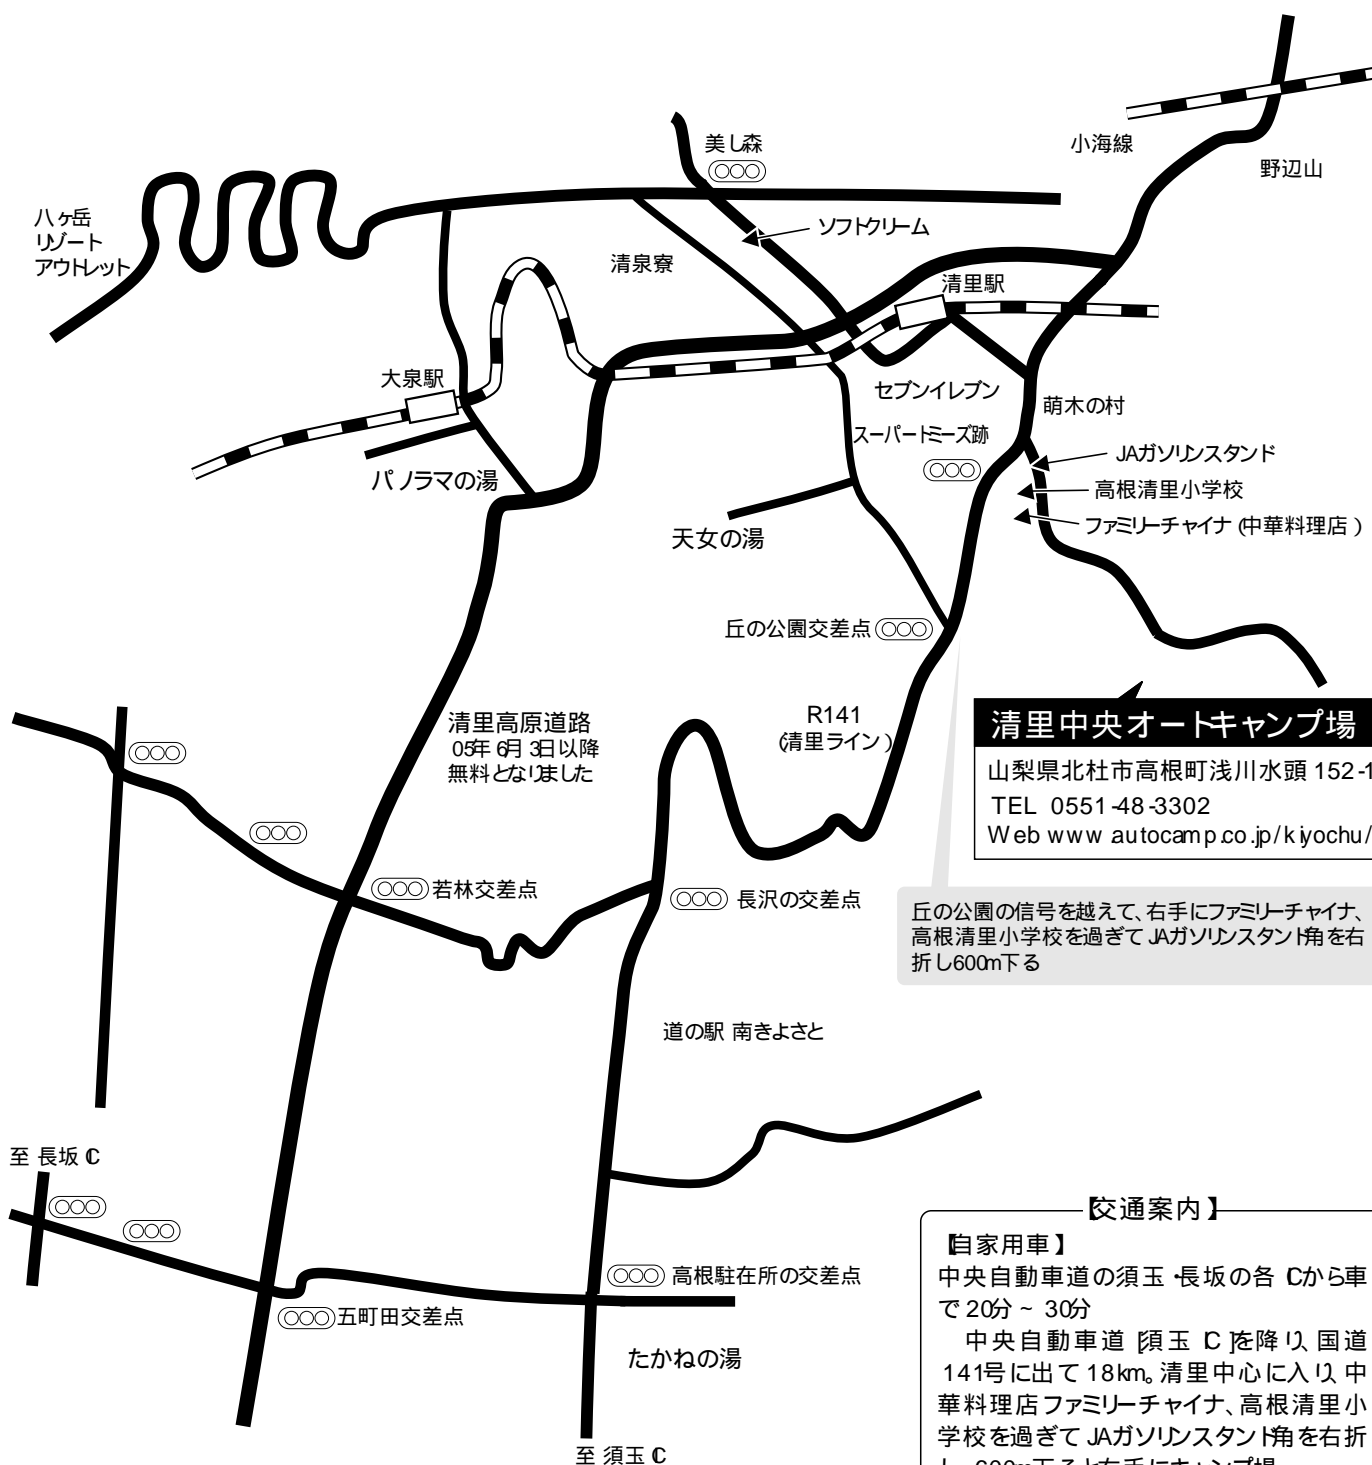 美し森
小海線
野辺山
八ヶ岳
リゾート
アウトレット
ソフトクリーム
清泉寮
清里駅
大泉駅
セブンイレブン
萌木の村
スーパートミーズ跡
JAガソリンスタンド
パノラマの湯
高根清里小学校
ファミリーチャイナ (中華料理店 )
天女の湯
丘の公園交差点
清里高原道路
05年 6月 3日以降
無料となりました
R141
(清里ライン )
清里中央オートキャンプ場
山梨県北杜市高根町浅川水頭 152-1
TEL 0551-48-3302
Web www.autocamp.co.jp/kiyochu/
若林交差点
長沢の交差点
丘の公園の信号を越えて、右手にファミリーチャイナ、
高根清里小学校を過ぎて JAガソリンスタンド角を右
折し600m下る
道の駅 南きよさと
至 長坂 IC
【交通案内】
【自家用車】
高根駐在所の交差点
中央自動車道の須玉・長坂の各 ICから車
で 20分 ~ 30分
五町田交差点
中央自動車道 [須玉 IC ]を降り、国道
たかねの湯
141号に出て 18km。清里中心に入り、中
華料理店ファミリーチャイナ、高根清里小
学校を過ぎて JAガソリンスタンド角を右折
至 須玉 IC